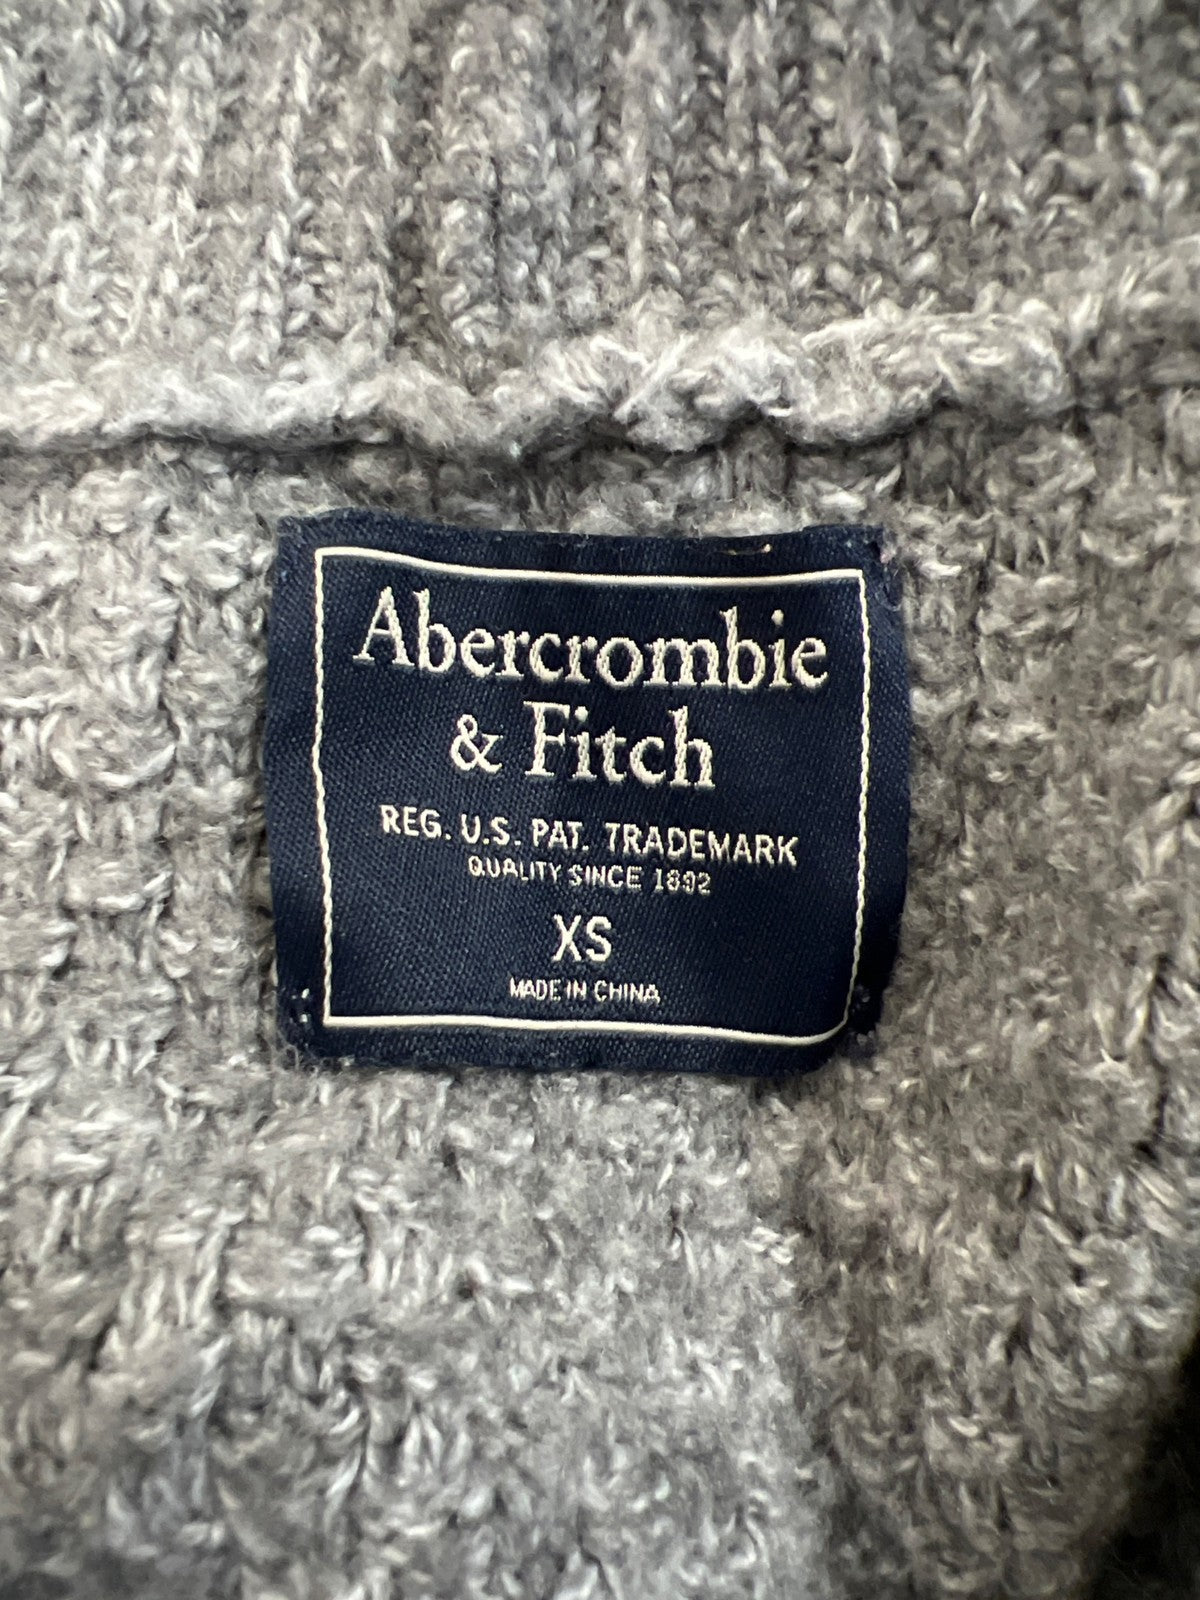 Abercrombie
& Fitch
REG. U.S. PAT. TRADEMARK
QUALITY SINCE 1892
XS
MADE IN CHINA